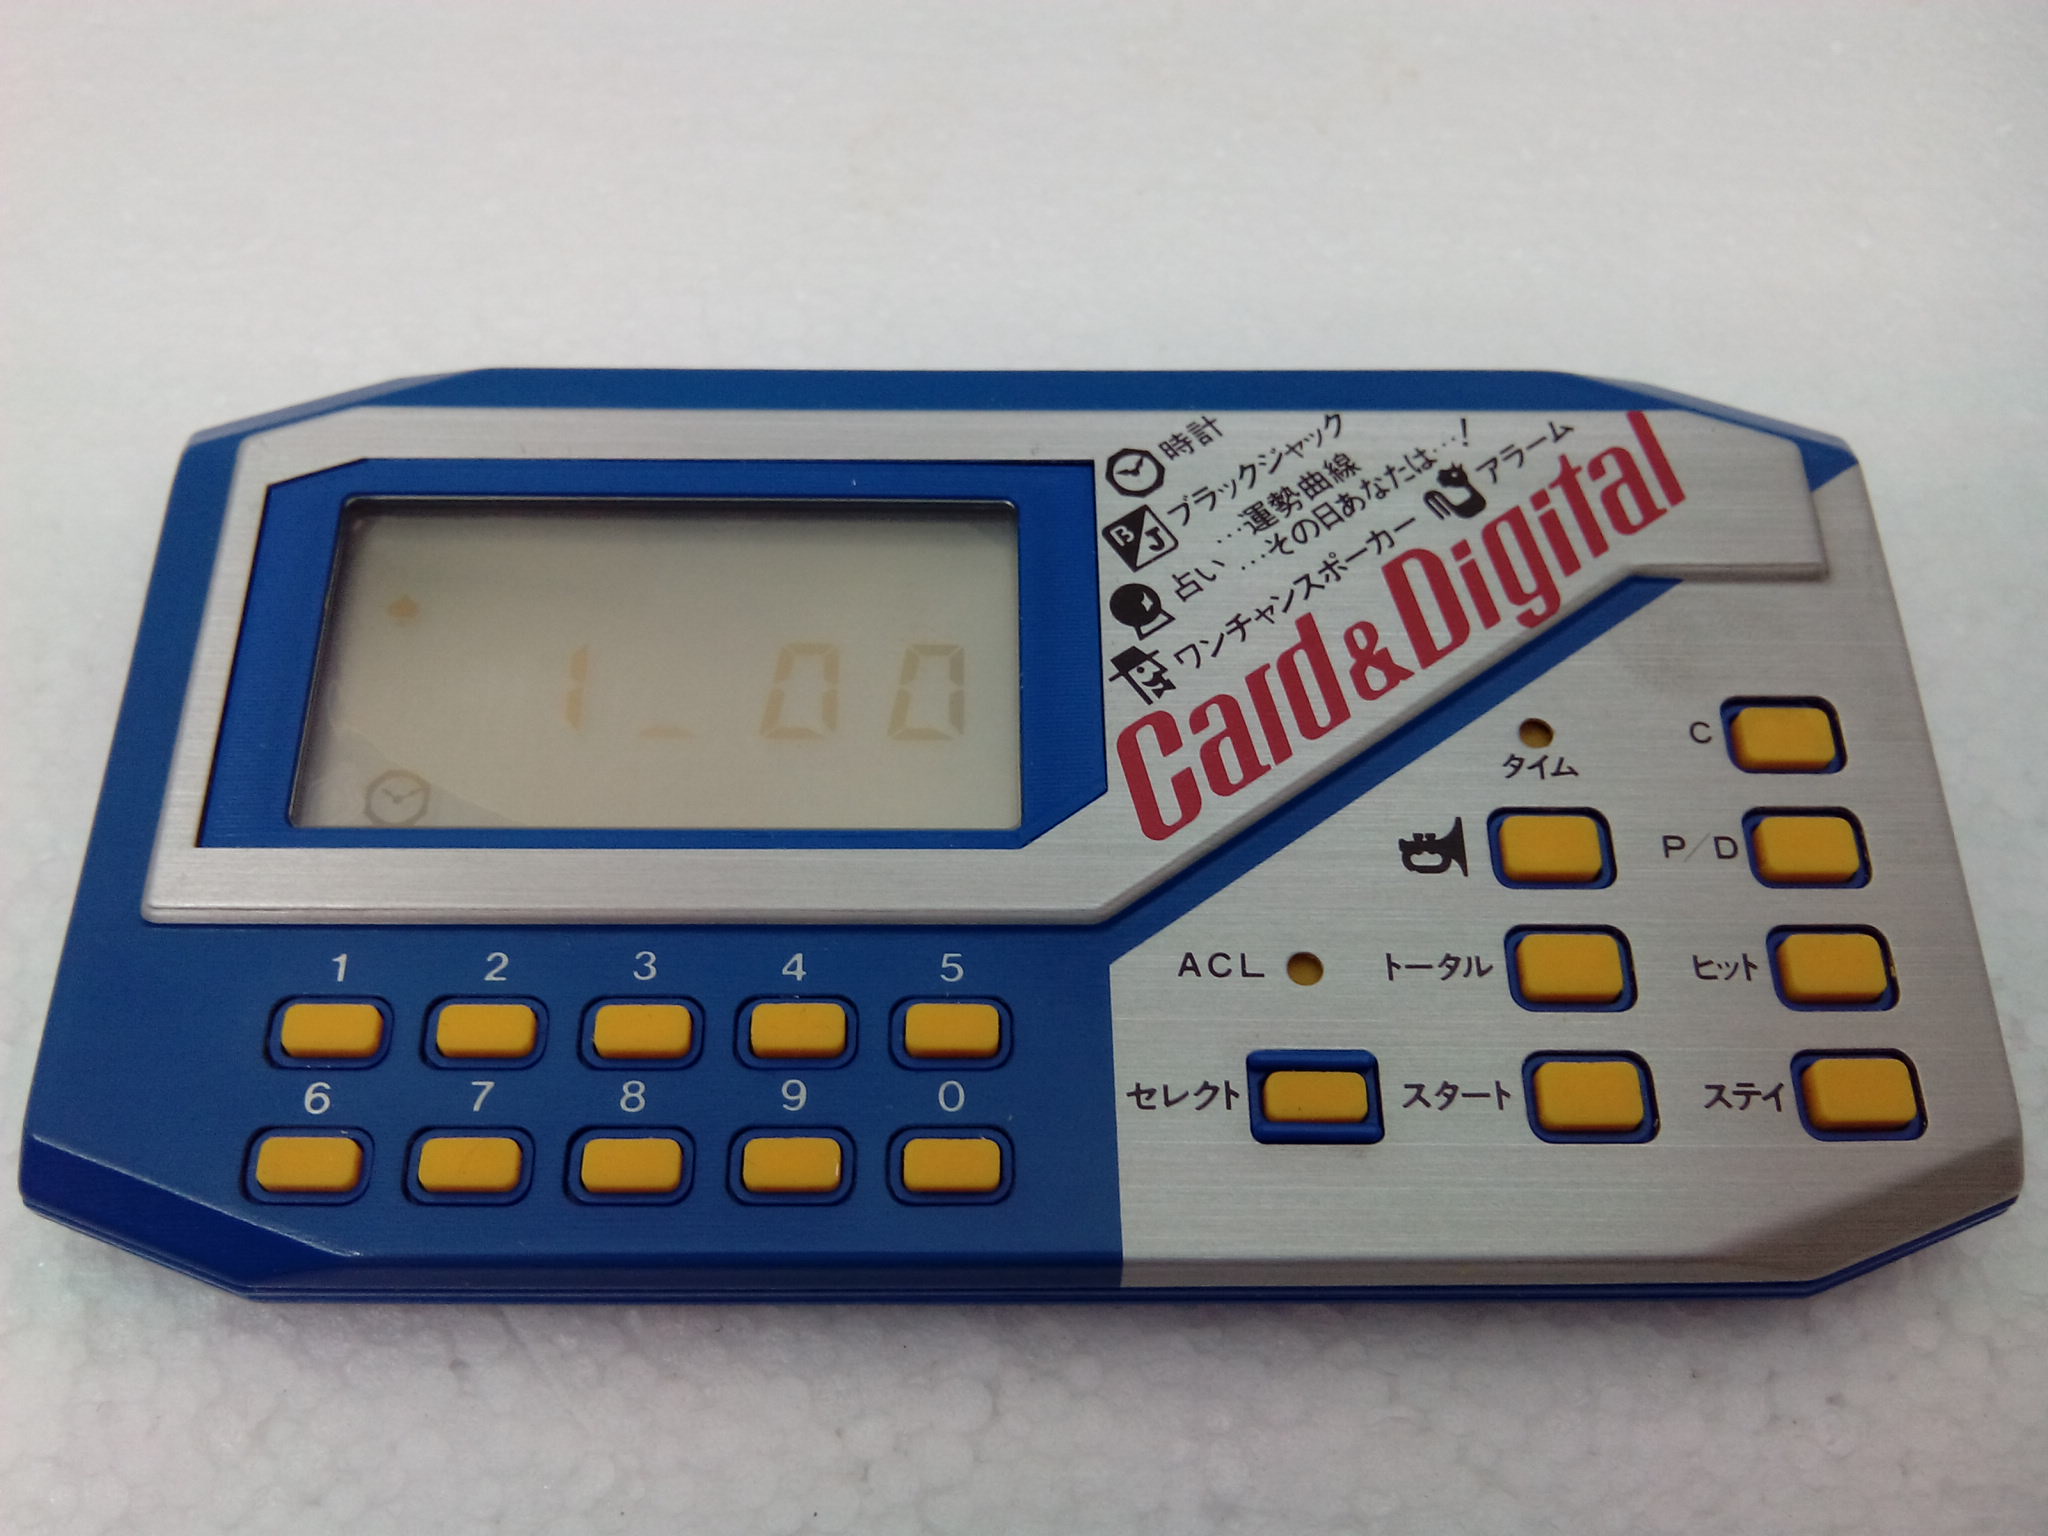 時計
B/J ブラックジャック
…運勢曲線
占い …その日あなたは…!
ワンチャンスポーカー アラーム
Card&Digital
1_00
タイム
C
P/D
ACL
トータル
ヒット
セレクト
スタート
ステイ
1 2 3 4 5
6 7 8 9 0